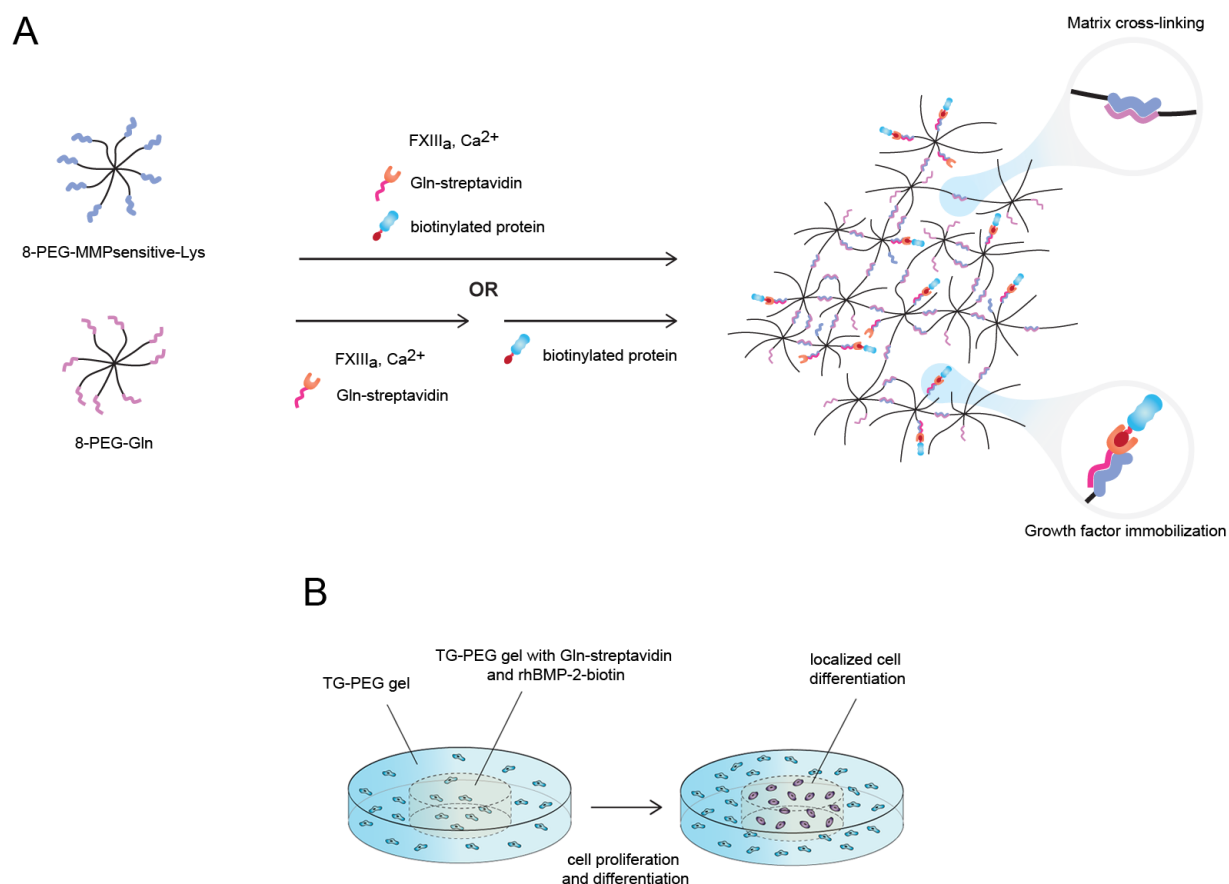 A
Matrix cross-linking
FXIIIa, Ca2+
Gln-streptavidin
biotinylated protein
8-PEG-MMPsensitive-Lys
OR
FXIIIa, Ca2+
Gln-streptavidin
biotinylated protein
8-PEG-Gln
Growth factor immobilization
B
TG-PEG gel
TG-PEG gel with Gln-streptavidin
and rhBMP-2-biotin
localized cell
differentiation
cell proliferation
and differentiation